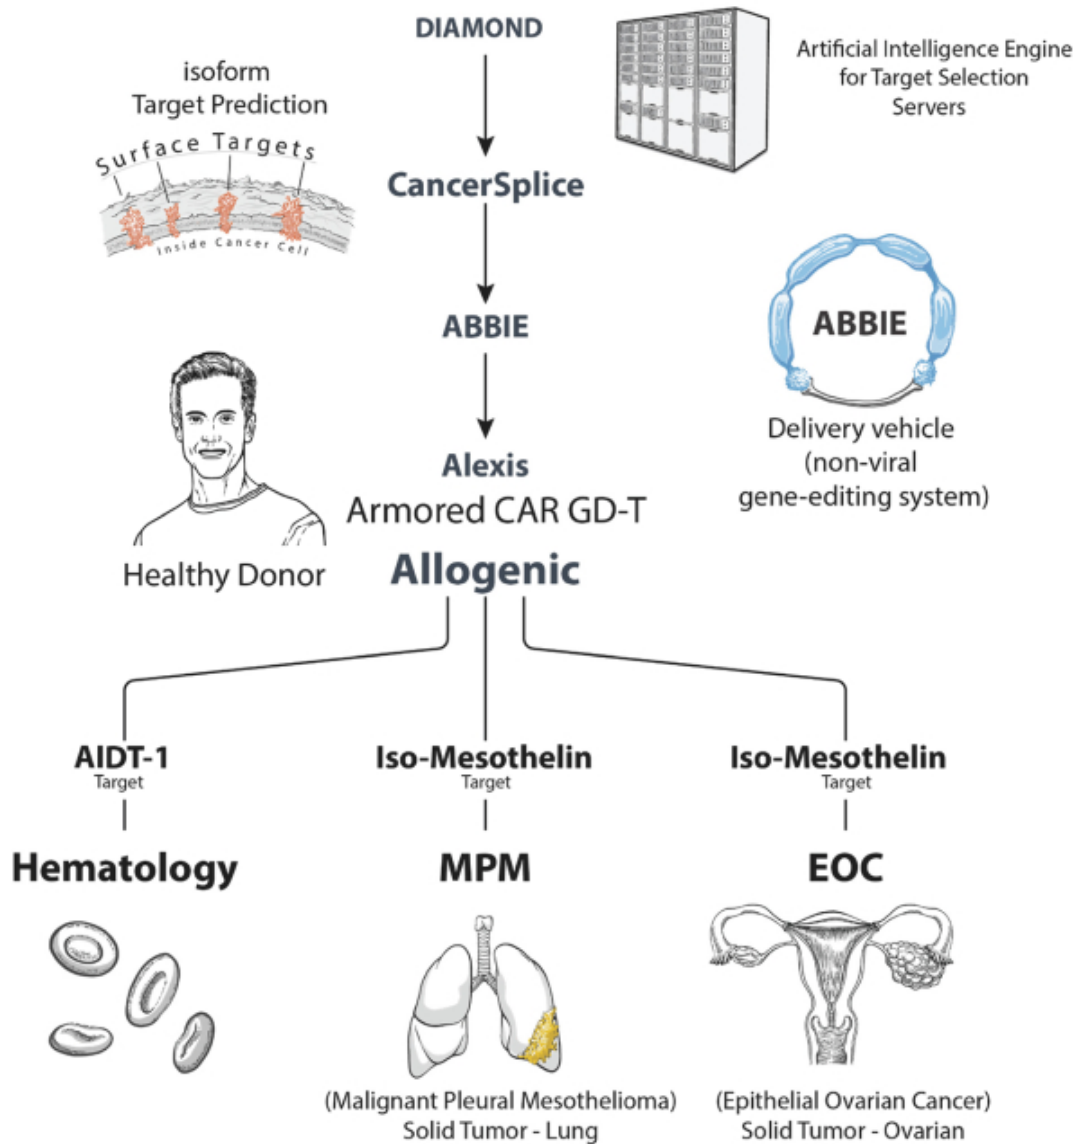 DIAMOND
Artificial Intelligence Engine
for Target Selection
Servers
isoform
Target Prediction
Surface Targets
Inside Cancer Cell
CancerSplice
ABBIE
ABBIE
Delivery vehicle
(non-viral
gene-editing system)
Healthy Donor
Alexis
Armored CAR GD-T
Allogenic
AIDT-1
Target
Hematology
Iso-Mesothelin
Target
MPM
(Malignant Pleural Mesothelioma)
Solid Tumor - Lung
Iso-Mesothelin
Target
EOC
(Epithelial Ovarian Cancer)
Solid Tumor - Ovarian